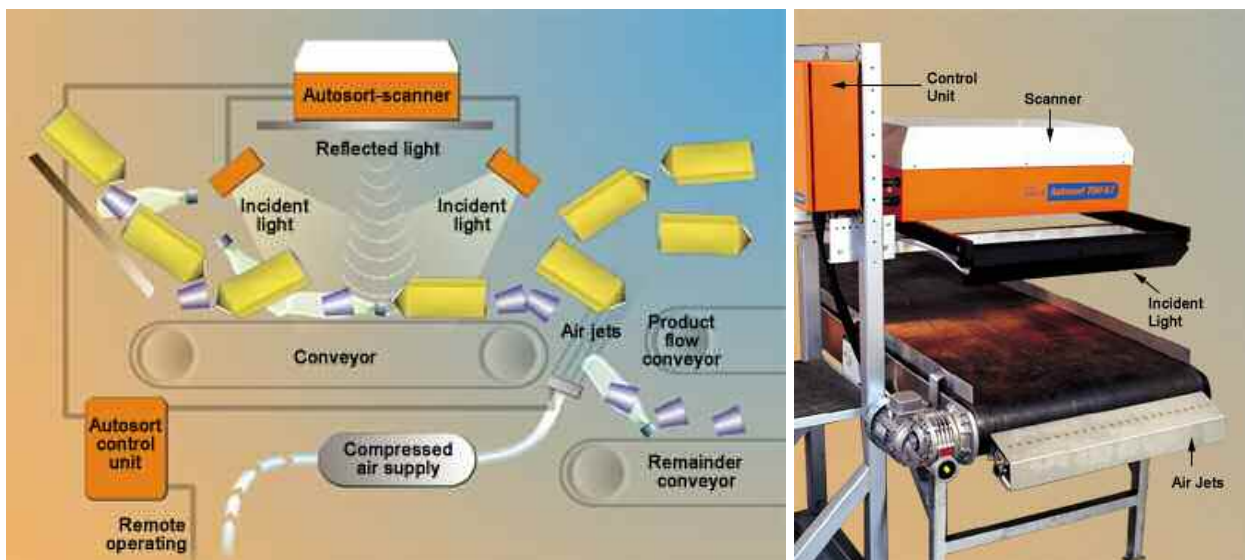 Autosort-scanner
Reflected light
Incident
light
Incident
light
Conveyor
Air jets
Product
flow
conveyor
Autosort
control
unit
Compressed
air supply
Remainder
conveyor
Remote
operating
Control
Unit
Scanner
Autosort
Incident
Light
Air Jets